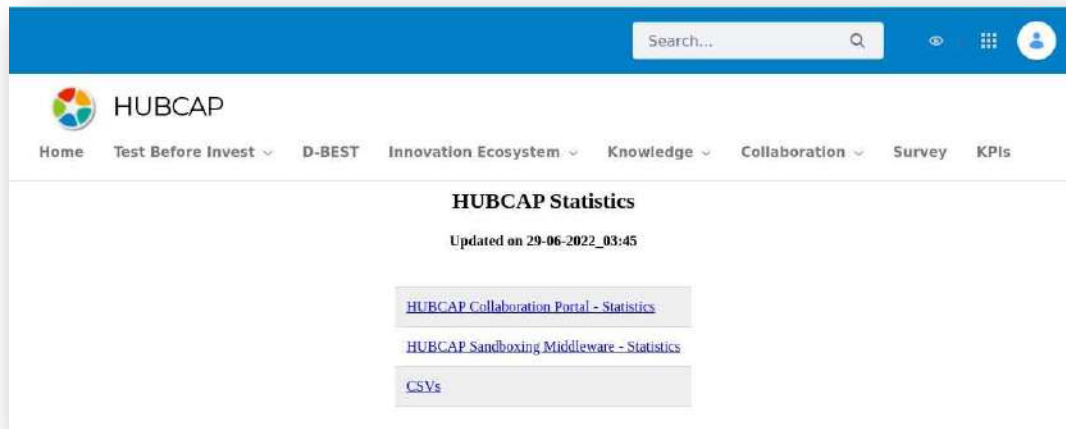 Search...
HUBCAP
Home Test Before Invest D-BEST Innovation Ecosystem Knowledge Collaboration Survey KPIs
HUBCAP Statistics
Updated on 29-06-2022_03:45
HUBCAP Collaboration Portal - Statistics
HUBCAP Sandboxing Middleware - Statistics
CSVs